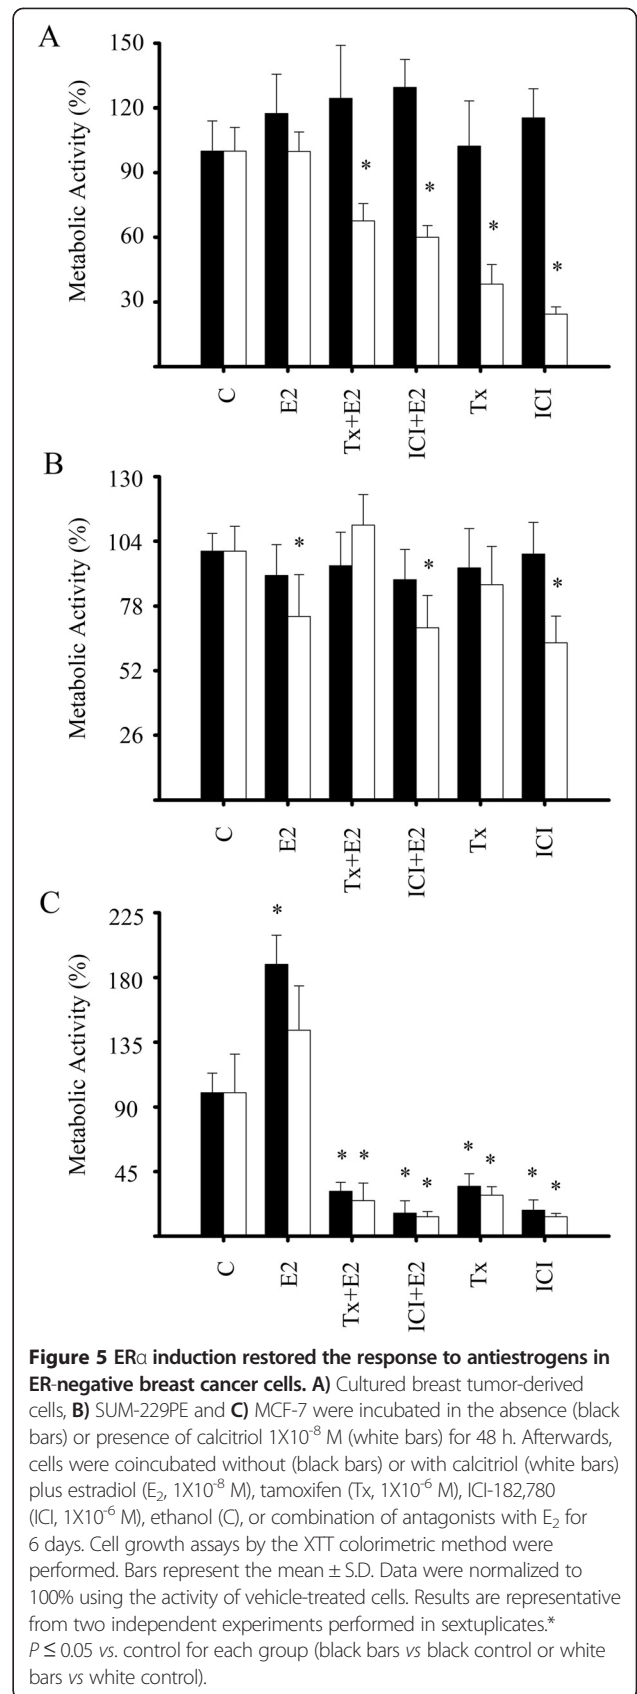 A
150
120
90
60
30
Metabolic Activity (%)
* * * *
C E2 Tx+E2 ICI+E2 Tx ICI
B
130
104
78
52
26
Metabolic Activity (%)
* * *
C E2 Tx+E2 ICI+E2 Tx ICI
C
225
180
135
90
45
Metabolic Activity (%)
*
* * * * * * * *
C E2 Tx+E2 ICI+E2 Tx ICI
Figure 5 ERα induction restored the response to antiestrogens in
ER-negative breast cancer cells. A) Cultured breast tumor-derived
cells, B) SUM-229PE and C) MCF-7 were incubated in the absence (black
bars) or presence of calcitriol 1X10⁻⁸ M (white bars) for 48 h. Afterwards,
cells were coincubated without (black bars) or with calcitriol (white bars)
plus estradiol (E₂, 1X10⁻⁸ M), tamoxifen (Tx, 1X10⁻⁶ M), ICI-182,780
(ICI, 1X10⁻⁶ M), ethanol (C), or combination of antagonists with E₂ for
6 days. Cell growth assays by the XTT colorimetric method were
performed. Bars represent the mean ± S.D. Data were normalized to
100% using the activity of vehicle-treated cells. Results are representative
from two independent experiments performed in sextuplicates.*
P ≤ 0.05 vs. control for each group (black bars vs black control or white
bars vs white control).